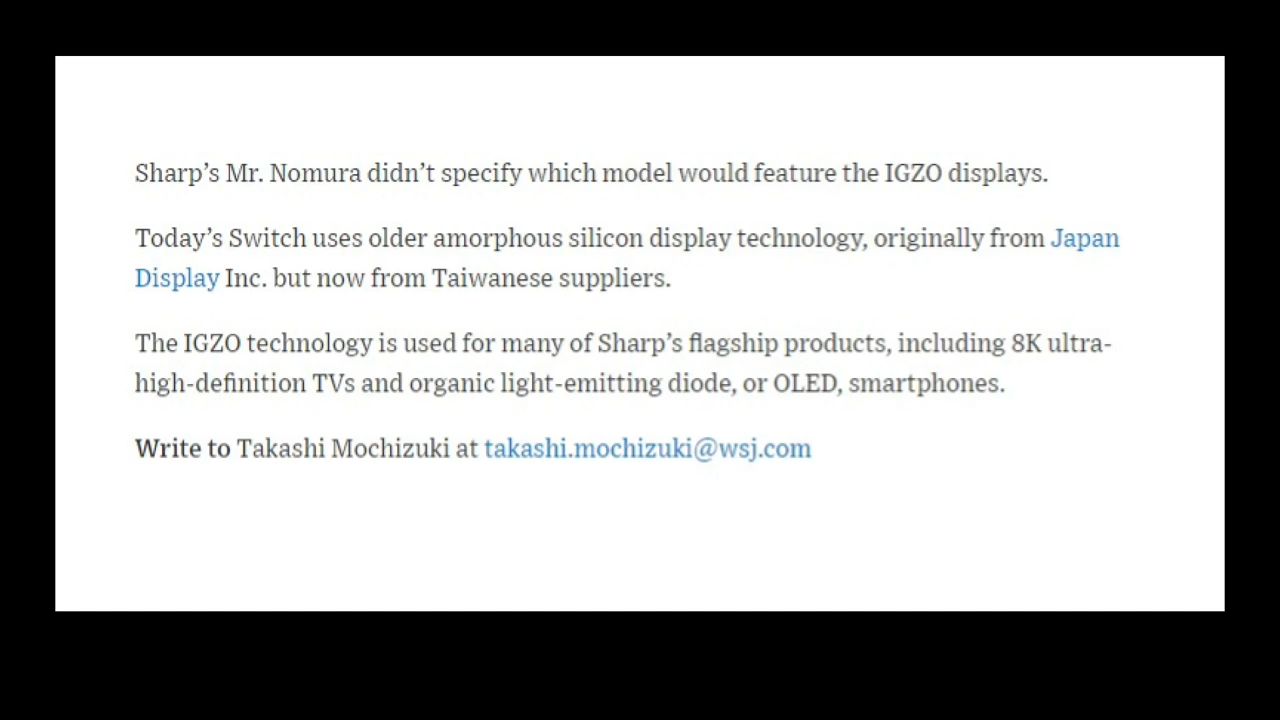 Sharp’s Mr. Nomura didn’t specify which model would feature the IGZO displays.
Today’s Switch uses older amorphous silicon display technology, originally from Japan
Display Inc. but now from Taiwanese suppliers.
The IGZO technology is used for many of Sharp’s flagship products, including 8K ultra-
high-definition TVs and organic light-emitting diode, or OLED, smartphones.
Write to Takashi Mochizuki at takashi.mochizuki@wsj.com